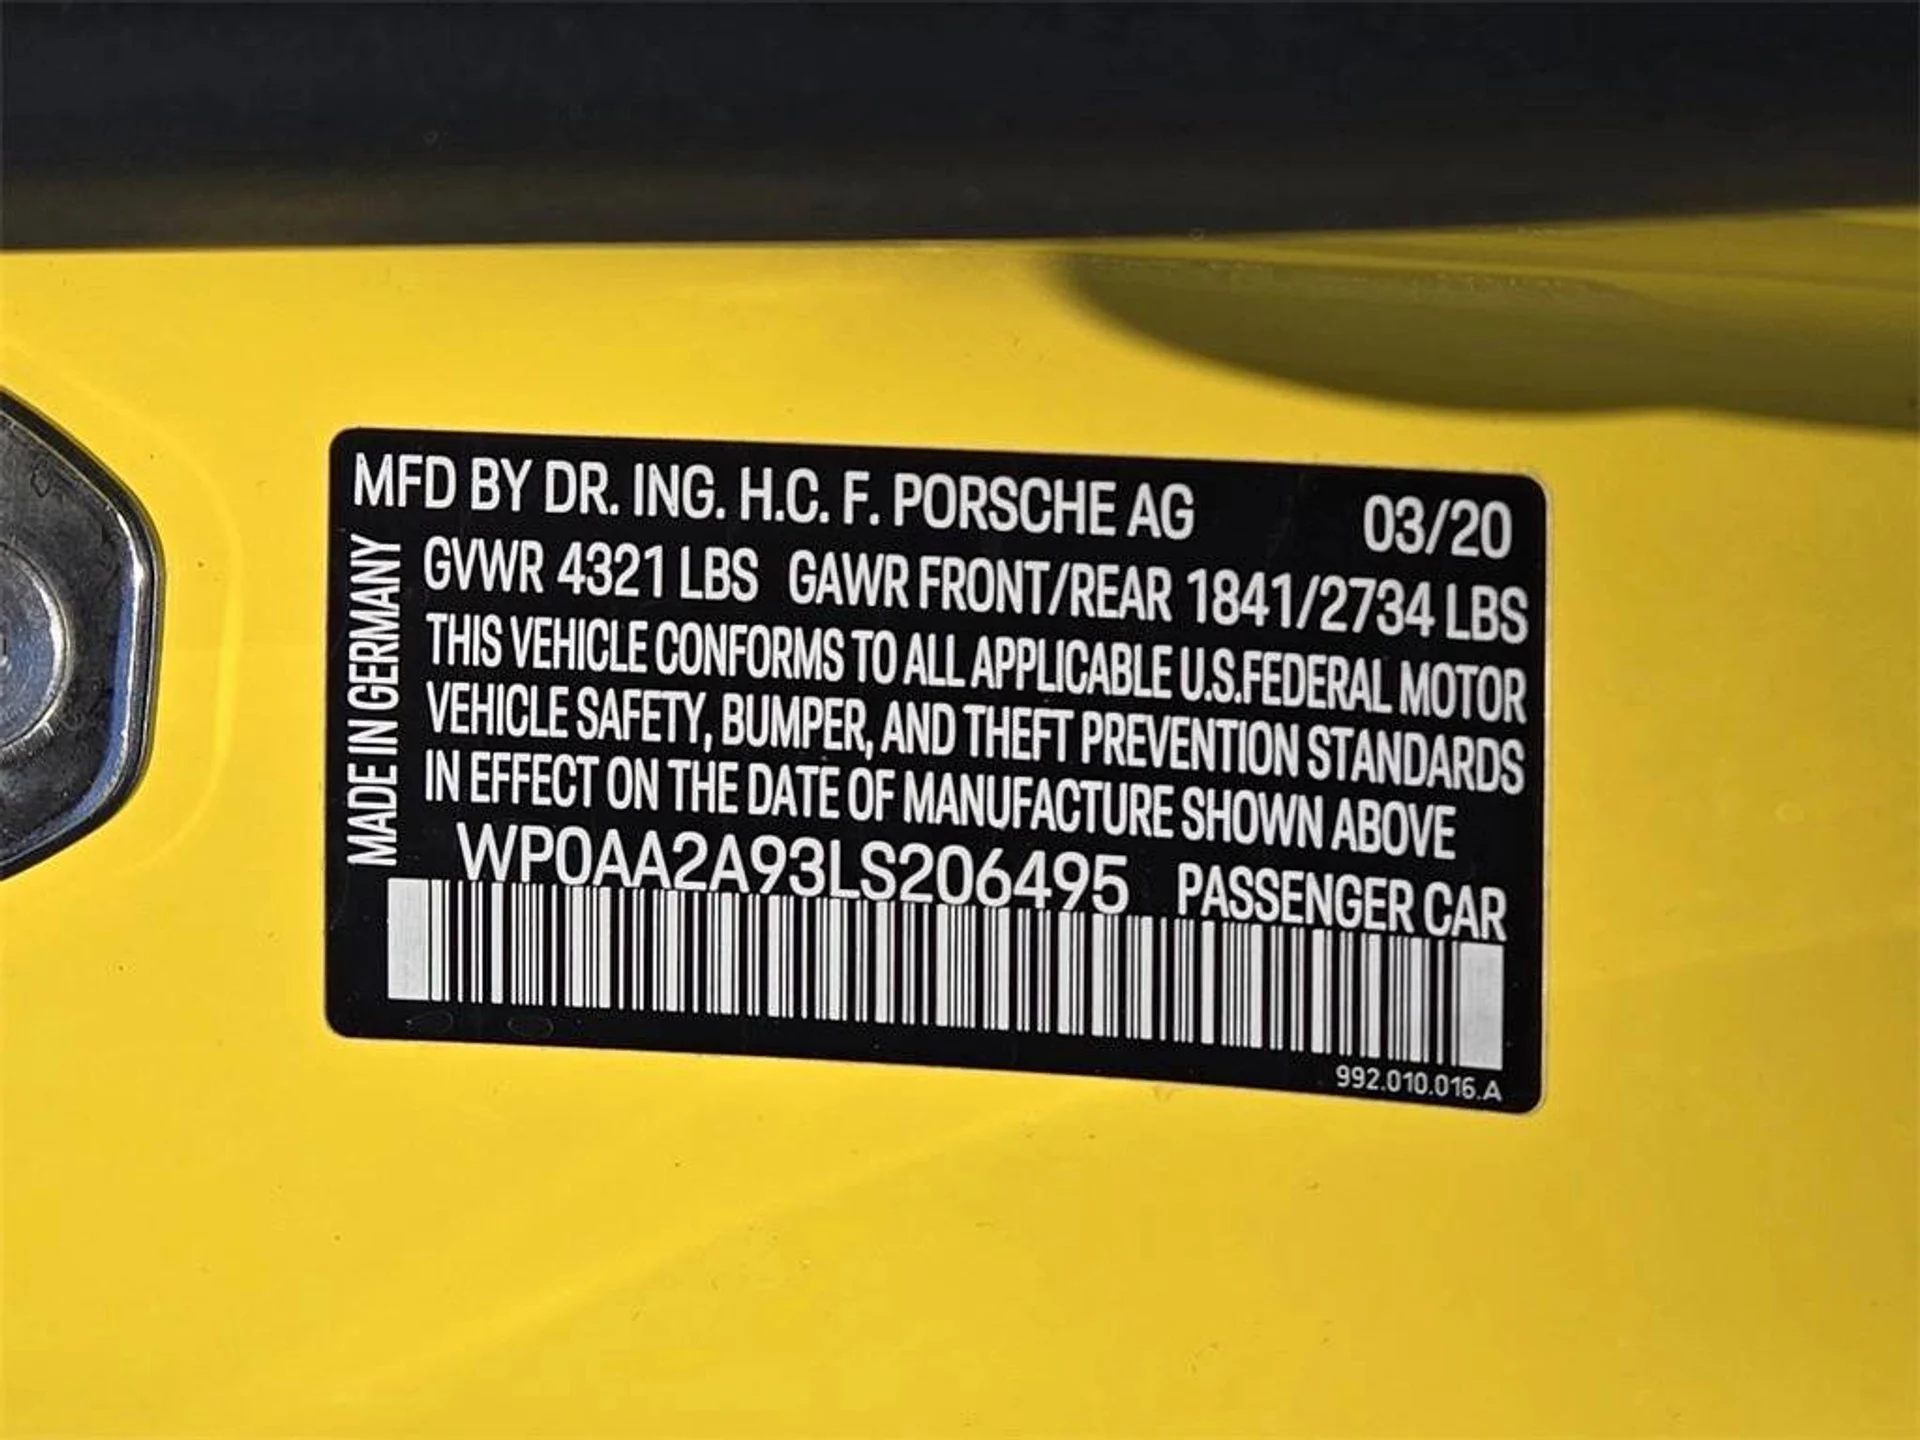 MFD BY DR. ING. H.C. F. PORSCHE AG 03/20
GVWR 4321 LBS GAWR FRONT/REAR 1841/2734 LBS
THIS VEHICLE CONFORMS TO ALL APPLICABLE U.S.FEDERAL MOTOR
VEHICLE SAFETY, BUMPER, AND THEFT PREVENTION STANDARDS
IN EFFECT ON THE DATE OF MANUFACTURE SHOWN ABOVE
WP0AA2A93LS206495 PASSENGER CAR
992.010.016.A
MADE IN GERMANY